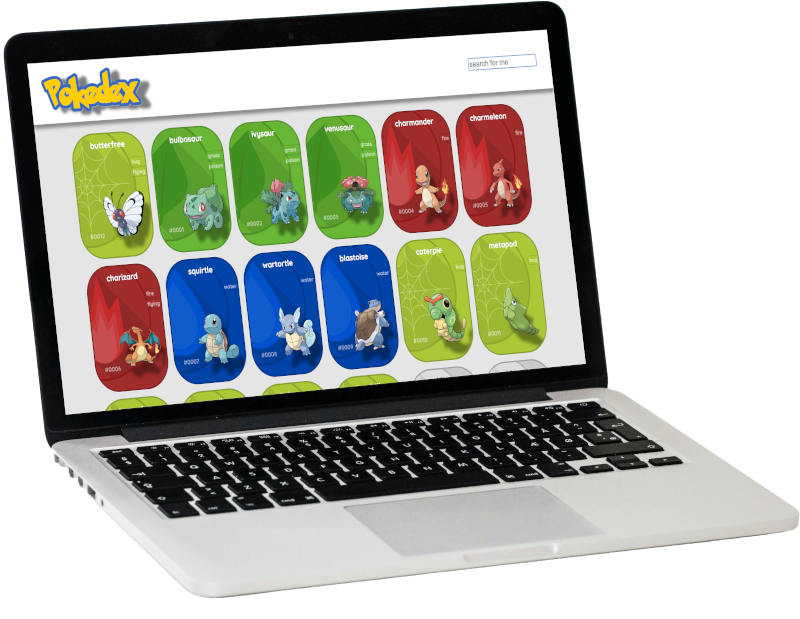 Pokedex
search for me
butterfree
bug
flying
#0012
bulbasaur
grass
poison
#0001
ivysaur
grass
poison
#0002
venusaur
grass
poison
#0003
charmander
fire
#0004
charmeleon
fire
#0005
charizard
fire
flying
#0006
squirtle
water
#0007
wartortle
water
#0008
blastoise
water
#0009
caterpie
bug
#0010
metapod
bug
#0011